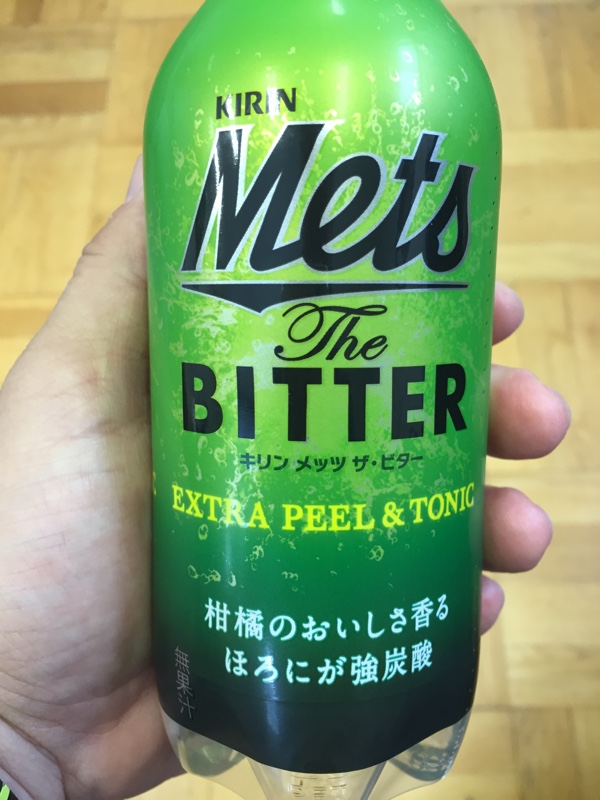 KIRIN
Mets
The
BITTER
キリン メッツ ザ・ビター
EXTRA PEEL & TONIC
柑橘のおいしさ香る
ほろにが強炭酸
無果汁